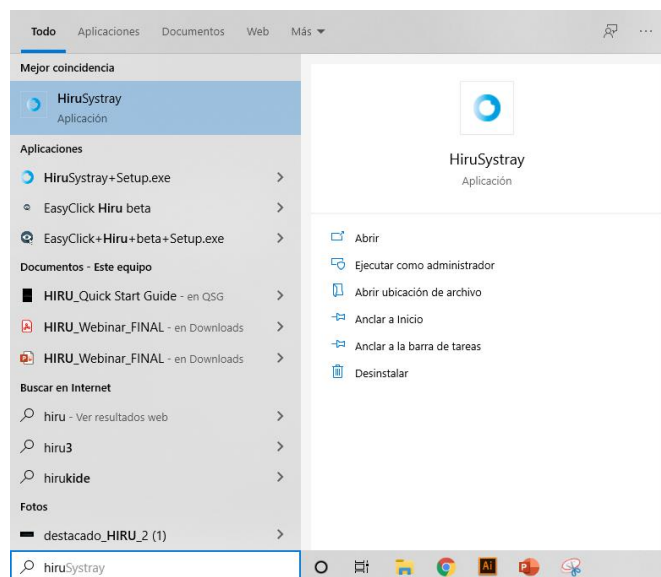 Todo Aplicaciones Documentos Web Más
Mejor coincidencia
HiruSystray
Aplicación
Aplicaciones
HiruSystray+Setup.exe
EasyClick Hiru beta
EasyClick+Hiru+beta+Setup.exe
Documentos - Este equipo
HIRU_Quick Start Guide - en QSG
HIRU_Webinar_FINAL - en Downloads
HIRU_Webinar_FINAL - en Downloads
Buscar en Internet
hiru - Ver resultados web
hiru3
hirukide
Fotos
destacado_HIRU_2 (1)
hiruSystray
HiruSystray
Aplicación
Abrir
Ejecutar como administrador
Abrir ubicación de archivo
Anclar a Inicio
Anclar a la barra de tareas
Desinstalar
Ai